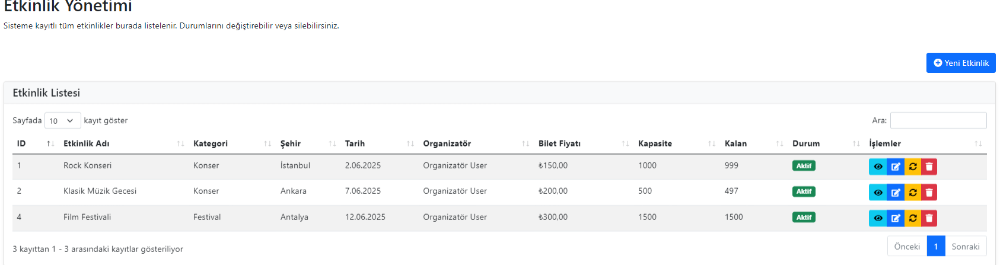 Etkinlik Yönetimi
Sisteme kayıtlı tüm etkinlikler burada listelenir. Durumlarını değiştirebilir veya silebilirsiniz.
Yeni Etkinlik
Etkinlik Listesi
Sayfada 10 kayıt göster Ara:
ID Etkinlik Adı Kategori Şehir Tarih Organizatör Bilet Fiyatı Kapasite Kalan Durum İşlemler
1 Rock Konseri Konser İstanbul 2.06.2025 Organizatör User ₺150,00 1000 999 Aktif
2 Klasik Müzik Gecesi Konser Ankara 7.06.2025 Organizatör User ₺200,00 500 497 Aktif
4 Film Festivali Festival Antalya 12.06.2025 Organizatör User ₺300,00 1500 1500 Aktif
3 kayıttan 1 - 3 arasındaki kayıtlar gösteriliyor Önceki 1 Sonraki